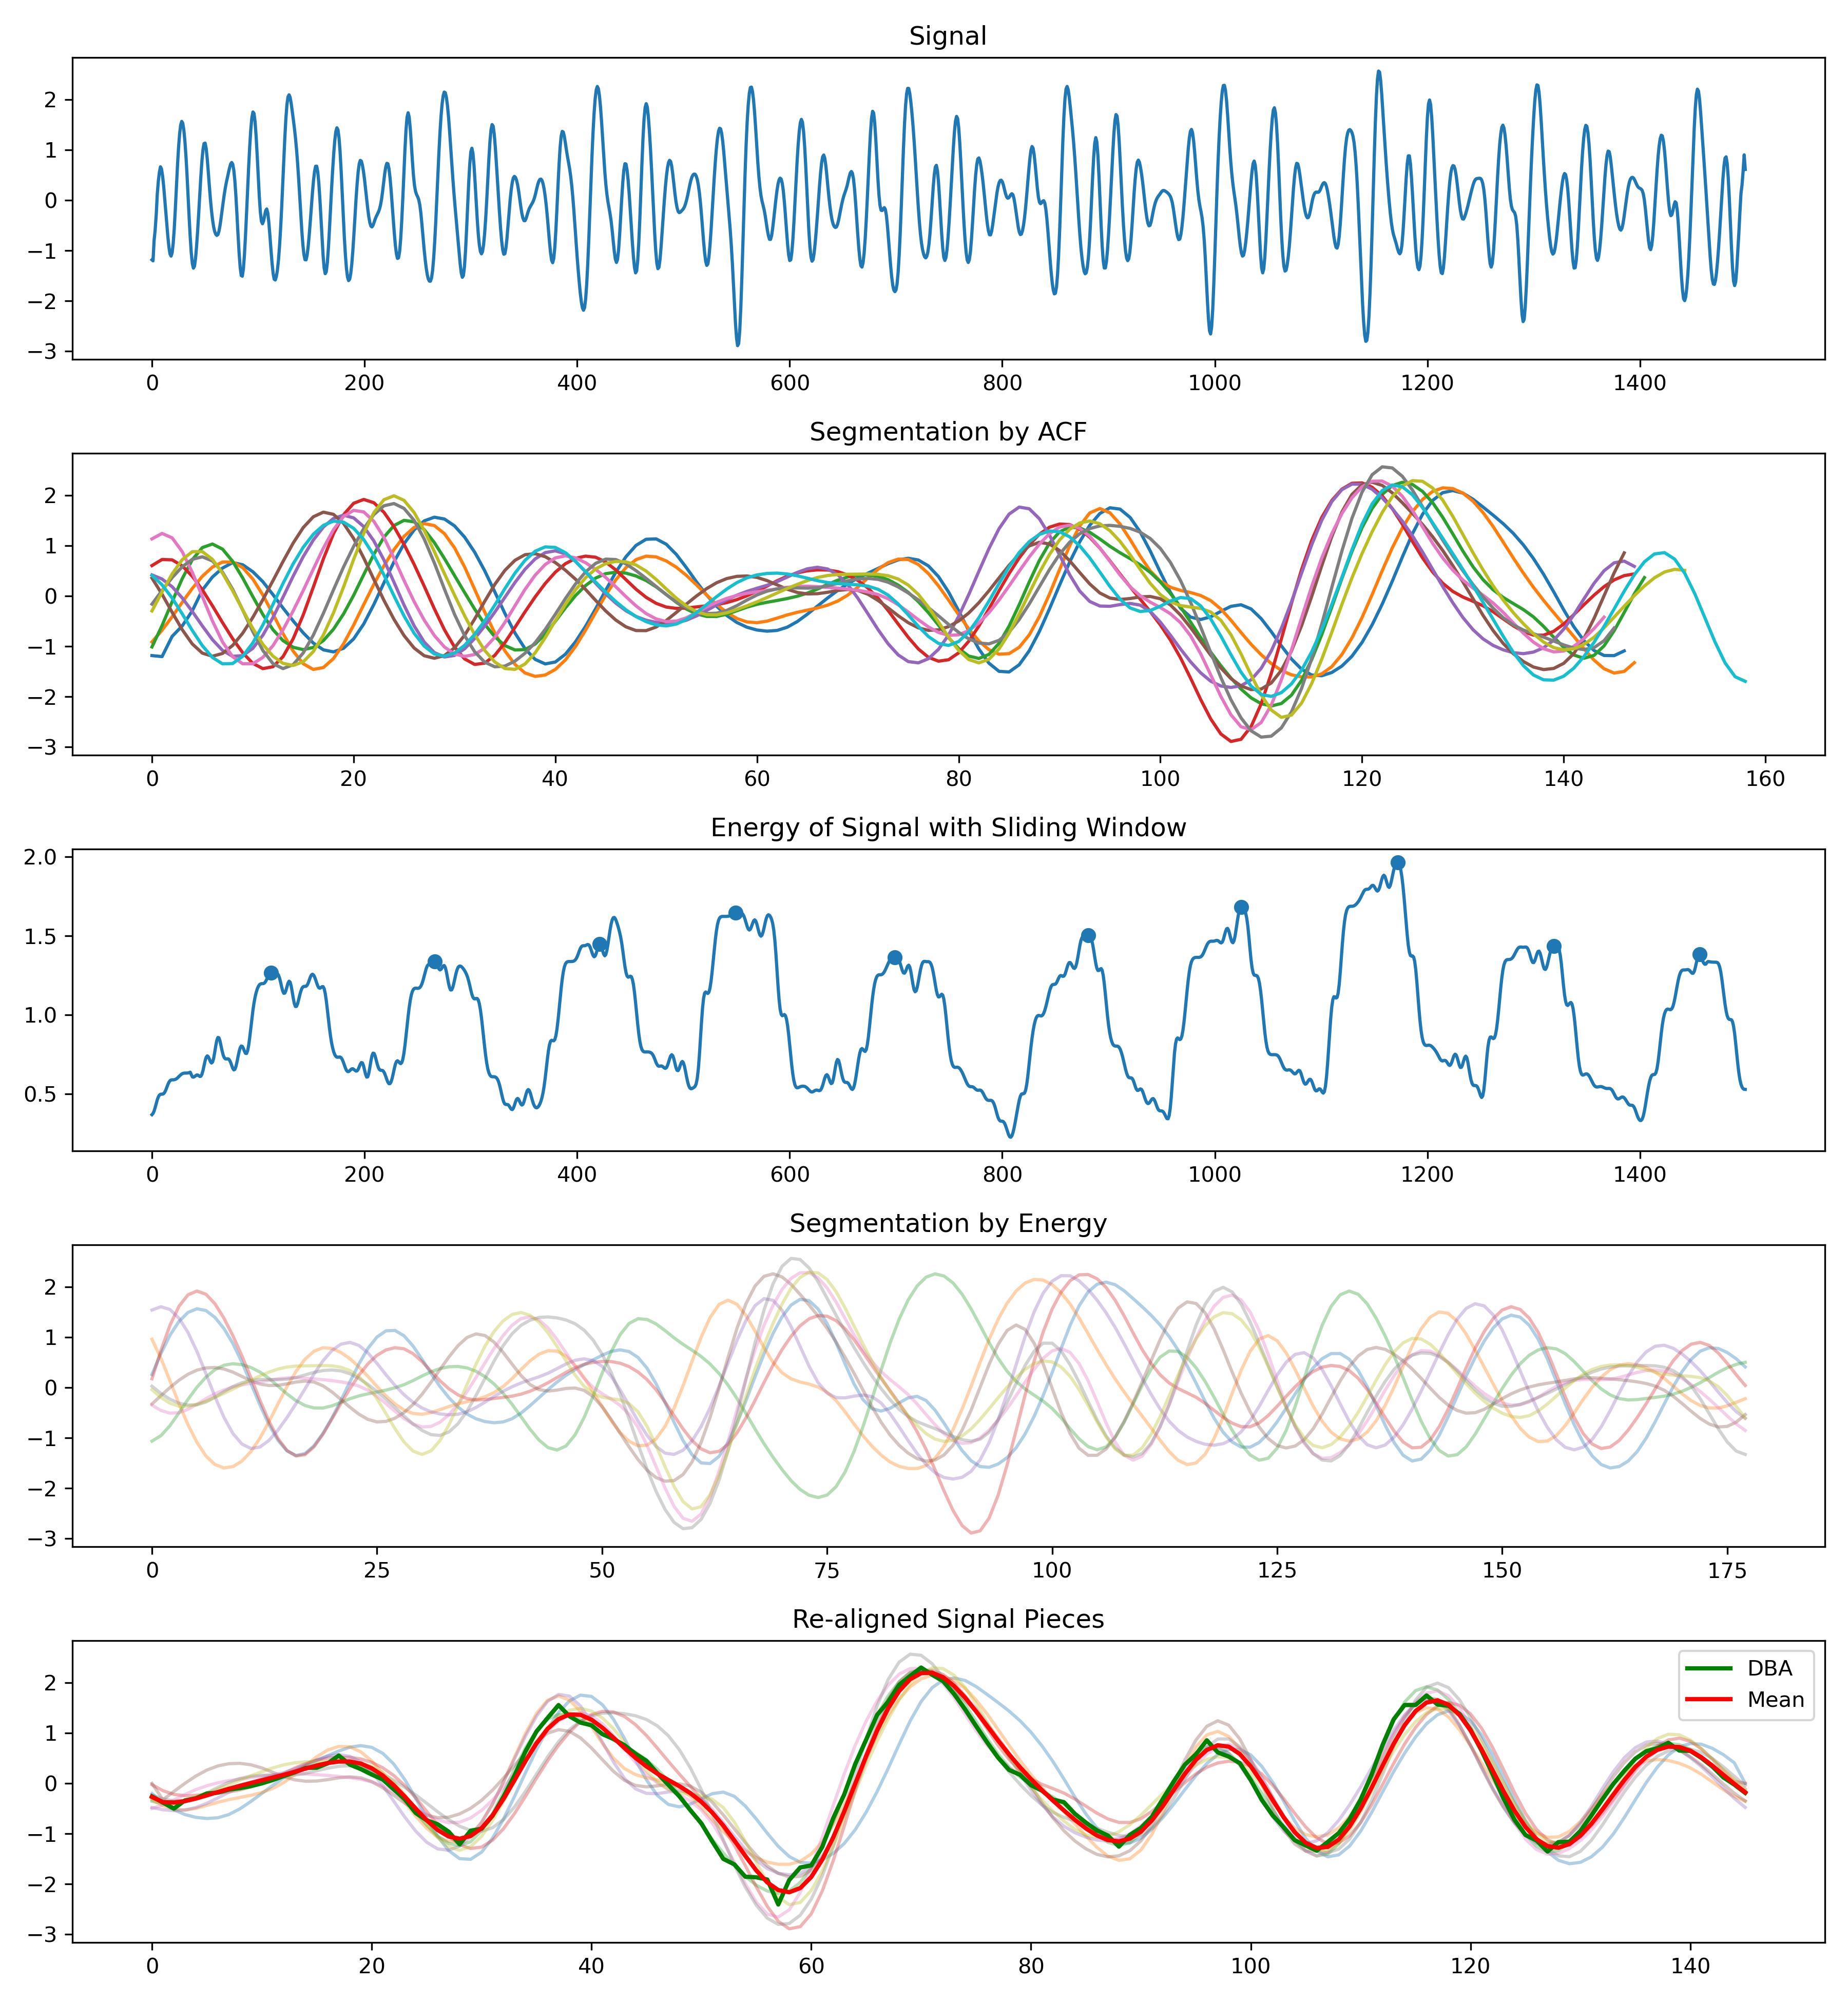 Signal
2
1
0
−1
−2
−3
0 200 400 600 800 1000 1200 1400
Segmentation by ACF
2
1
0
−1
−2
−3
0 20 40 60 80 100 120 140 160
Energy of Signal with Sliding Window
2.0
1.5
1.0
0.5
0 200 400 600 800 1000 1200 1400
Segmentation by Energy
2
1
0
−1
−2
−3
0 25 50 75 100 125 150 175
Re-aligned Signal Pieces
DBA
Mean
2
1
0
−1
−2
−3
0 20 40 60 80 100 120 140